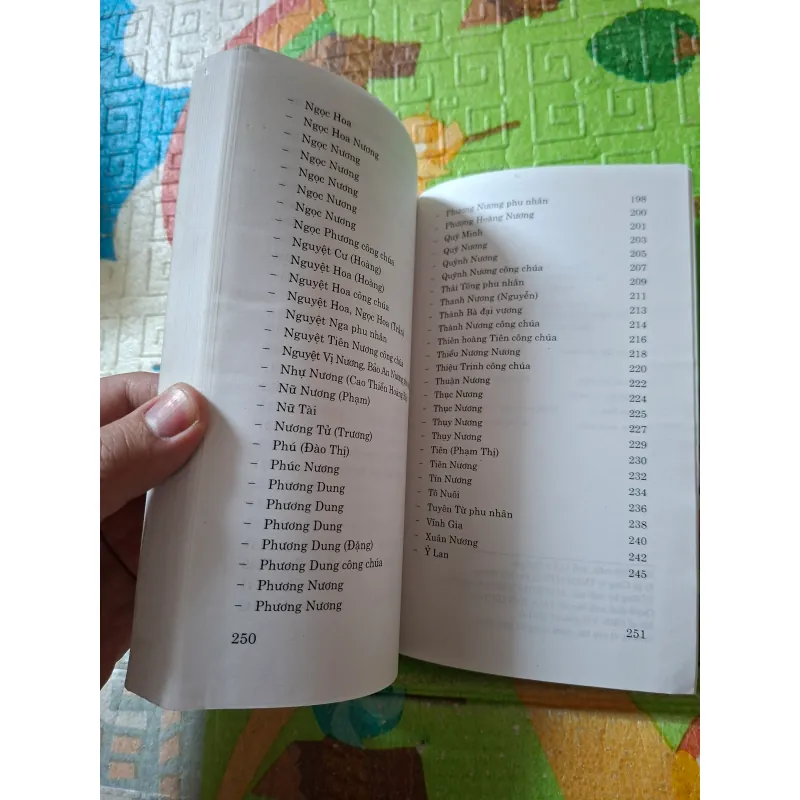 – Ngọc Hoa
– Ngọc Hoa Nương
– Ngọc Nương
– Ngọc Nương
– Ngọc Nương
– Ngọc Nương
– Ngọc Nương
– Ngọc Phương công chúa
– Nguyệt Cư (Hoàng)
– Nguyệt Hoa (Hoàng)
– Nguyệt Hoa công chúa
– Nguyệt Hoa, Ngọc Hoa
– Nguyệt Nga phu nhân
– Nguyệt Tiên Nương công chúa
– Nguyệt Vị Nương, Bảo An Nương
– Như Nương (Cao Thiên Hoàng
– Nữ Nương (Phạm)
– Nữ Tài
– Nương Tử (Trương)
– Phú (Đào Thị)
– Phúc Nương
– Phương Dung
– Phương Dung
– Phương Dung
– Phương Dung (Đặng)
– Phương Dung công chúa
– Phương Nương
– Phương Nương
250
– Phương Nương phu nhân 198
– Phượng Hoàng Nương 200
– Quý Minh 201
– Quý Nương 203
– Quỳnh Nương 205
– Quỳnh Nương công chúa 207
– Thái Tông phu nhân 209
– Thanh Nương (Nguyễn) 211
– Thánh Bà đại vương 213
– Thành Nương công chúa 214
– Thiên hoàng Tiên công chúa 216
– Thiếu Nương Nương 218
– Thiệu Trinh công chúa 220
– Thuận Nương 222
– Thục Nương 224
– Thục Nương 225
– Thụy Nương 227
– Thụy Nương 229
– Tiên (Phạm Thị) 230
– Tiên Nương 232
– Tín Nương 234
– Tô Nuôi 236
– Tuyên Từ phu nhân 238
– Vĩnh Gia 240
– Xuân Nương 242
– Ỷ Lan 245
251